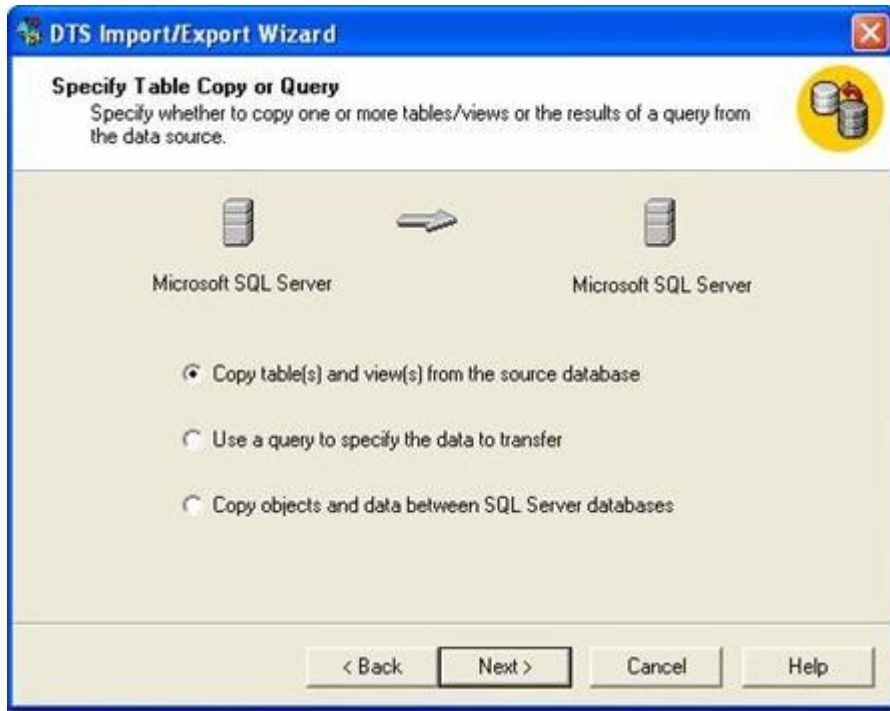 DTS Import/Export Wizard
Specify Table Copy or Query
Specify whether to copy one or more tables/views or the results of a query from
the data source.
Microsoft SQL Server
Microsoft SQL Server
Copy table(s) and view(s) from the source database
Use a query to specify the data to transfer
Copy objects and data between SQL Server databases
< Back
Next >
Cancel
Help